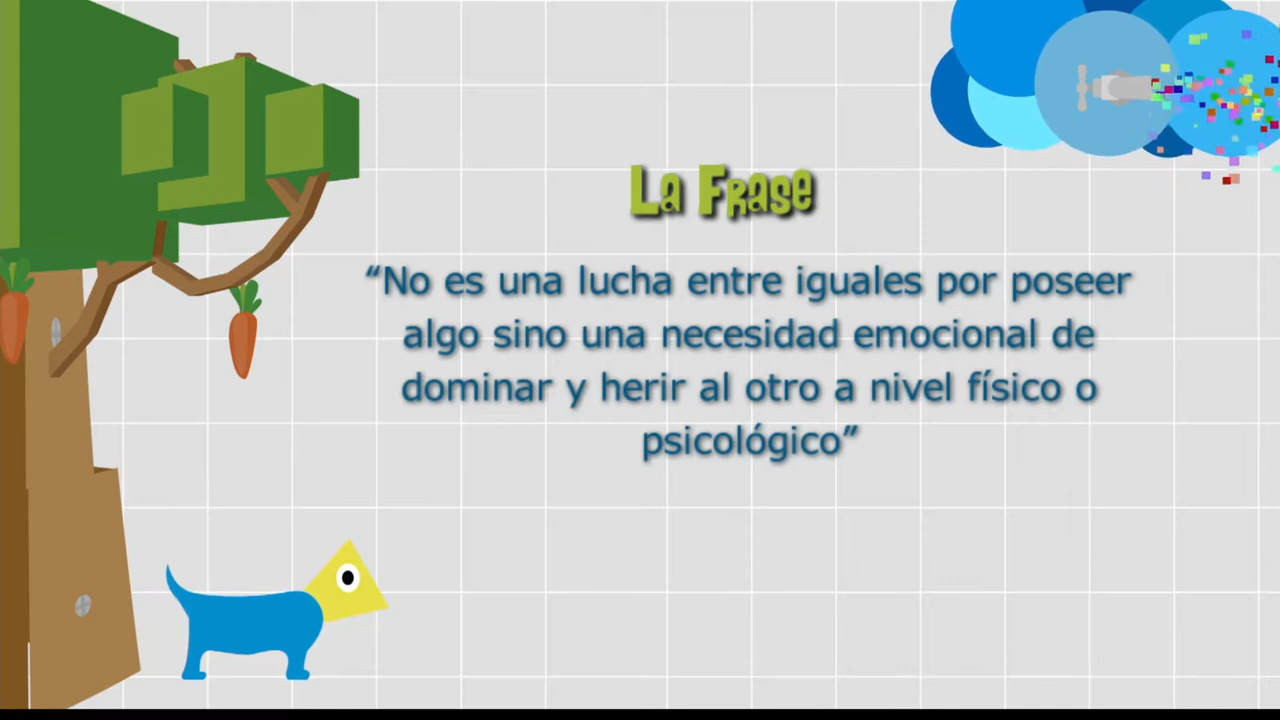 La Frase
“No es una lucha entre iguales por poseer
algo sino una necesidad emocional de
dominar y herir al otro a nivel físico o
psicológico”